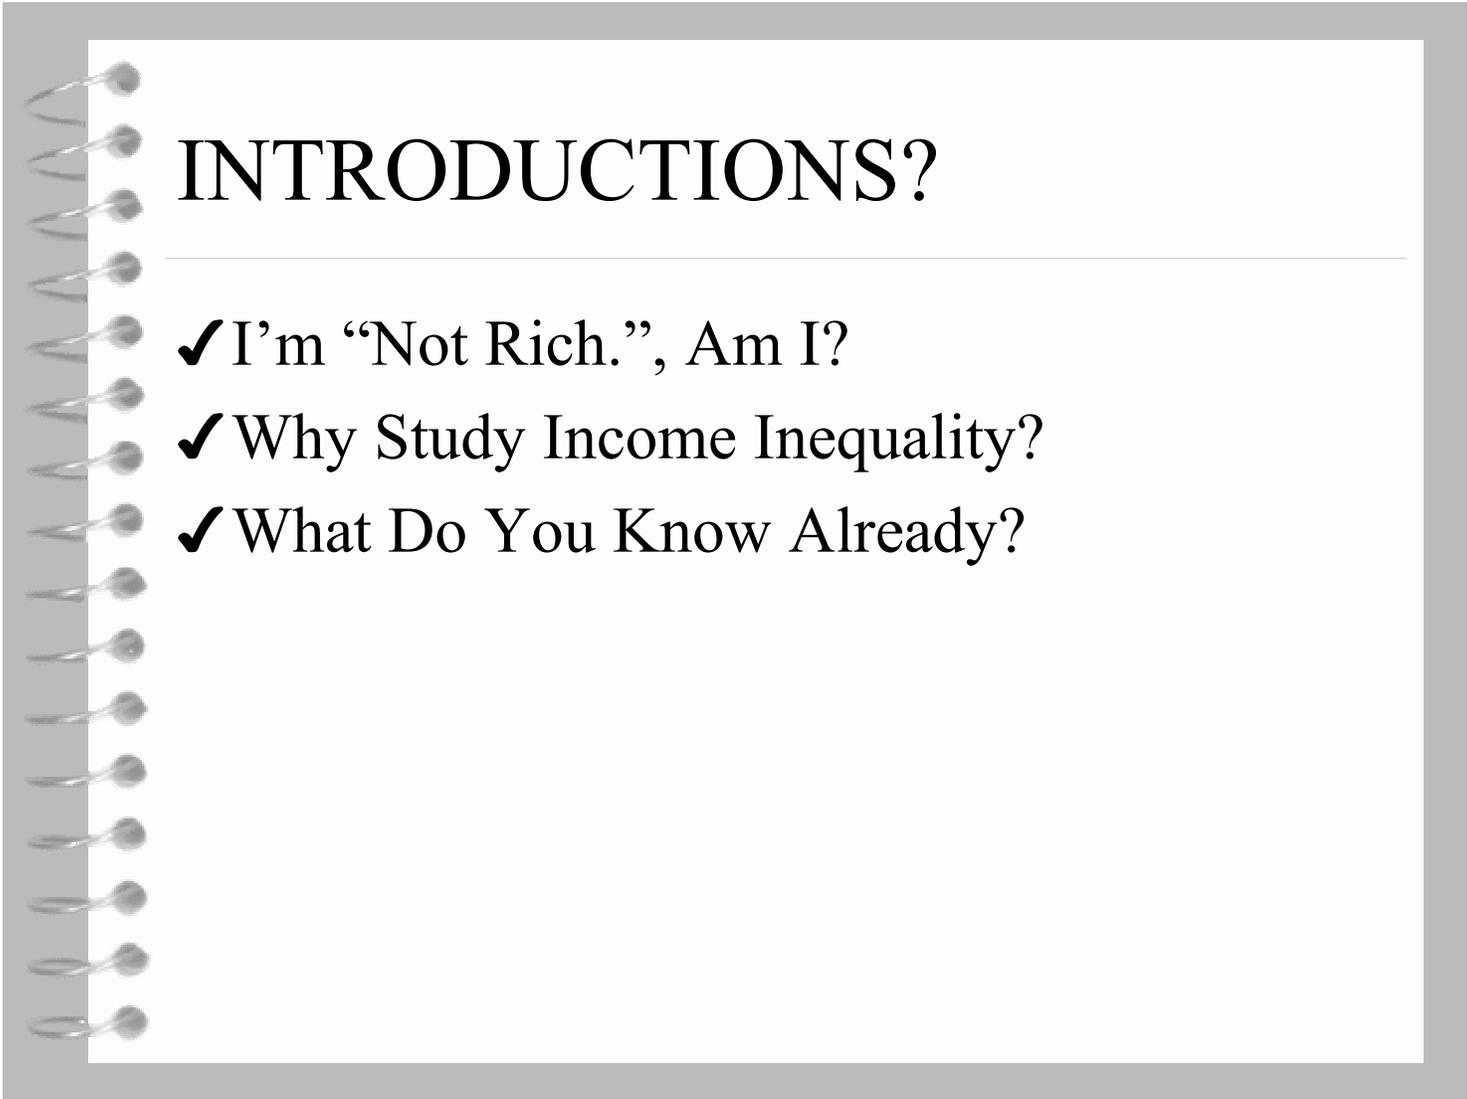 INTRODUCTIONS?
✓I’m “Not Rich.”, Am I?
✓Why Study Income Inequality?
✓What Do You Know Already?